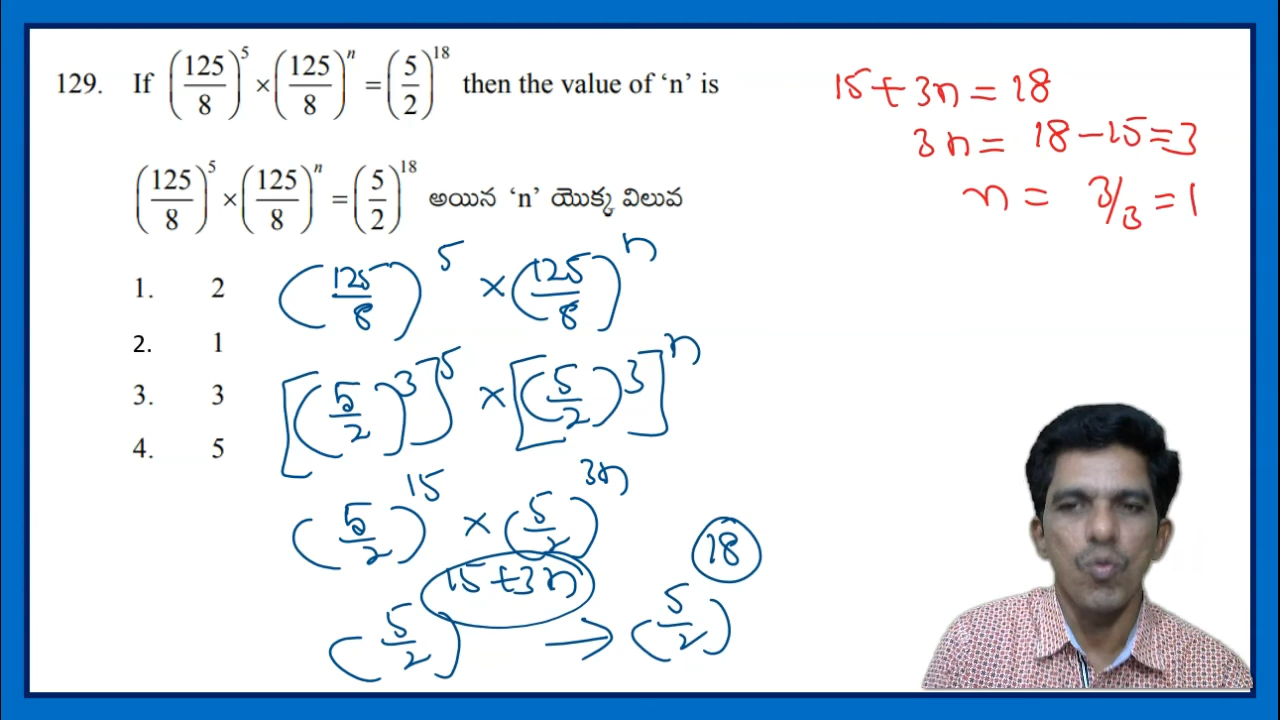 129. If (125/8)^5 × (125/8)^n = (5/2)^18 then the value of ‘n’ is
(125/8)^5 × (125/8)^n = (5/2)^18 అయిన ‘n’ యొక్క విలువ
1. 2
2. 1
3. 3
4. 5
(125/8)^5 × (125/8)^n
[(5/2)^3]^5 × [(5/2)^3]^n
(5/2)^15 × (5/2)^3n
(5/2)^15+3n → (5/2)^18
15+3n = 18
3n = 18-15=3
n = 3/3 = 1